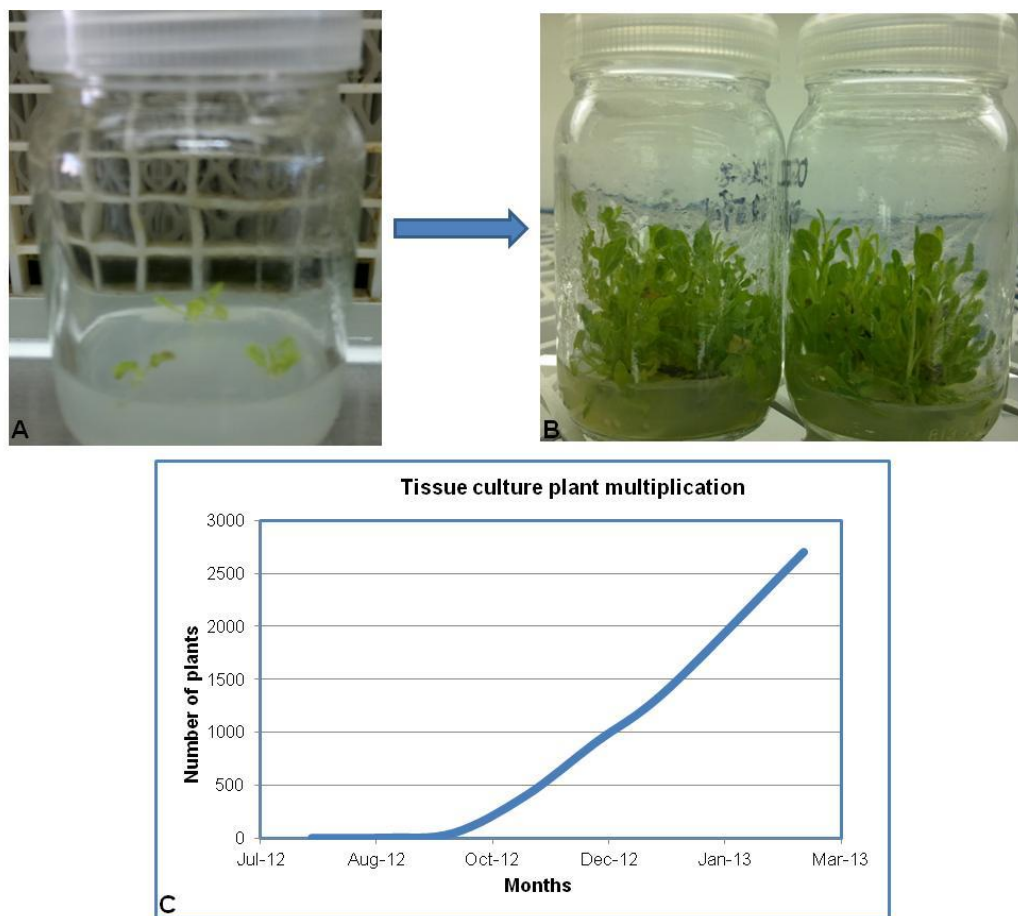 A
B
Tissue culture plant multiplication
3000
2500
2000
1500
1000
500
0
Number of plants
Jul-12 Aug-12 Oct-12 Dec-12 Jan-13 Mar-13
Months
C